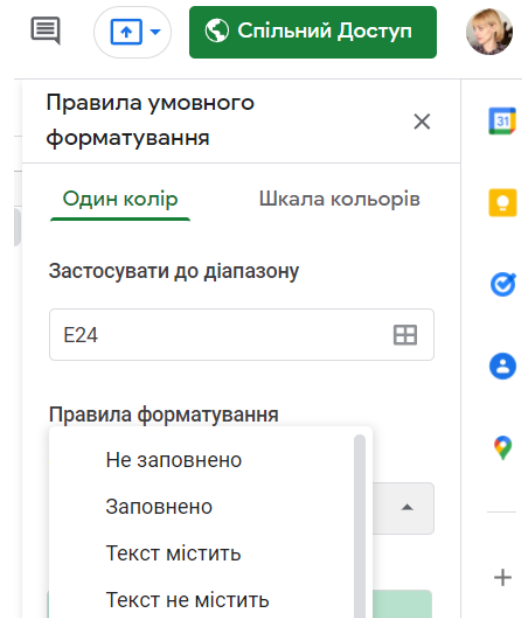 Спільний Доступ
Правила умовного
форматування
31
Один колір
Шкала кольорів
Застосувати до діапазону
E24
Правила форматування
Не заповнено
Заповнено
Текст містить
Текст не містить